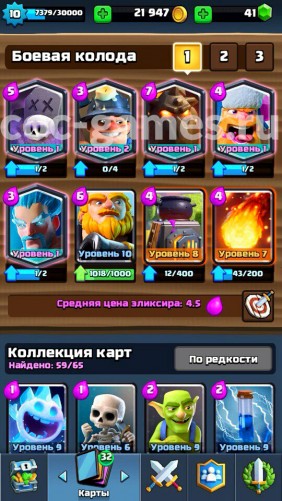 10 7379/30000 21 947 41
Боевая колода 1 2 3
5 3 7 4
coc-games.ru
Уровень 1 Уровень 2 Уровень 1 Уровень 1
1/2 0/4 1/2 1/2
3 6 4 4
Уровень 1 Уровень 10 Уровень 8 Уровень 7
1/2 1018/1000 12/400 43/200
Средняя цена эликсира: 4.5
Коллекция карт
Найдено: 59/65
По редкости
1 1 2 2
Уровень 9 Уровень 9 Уровень 9
32
Карты